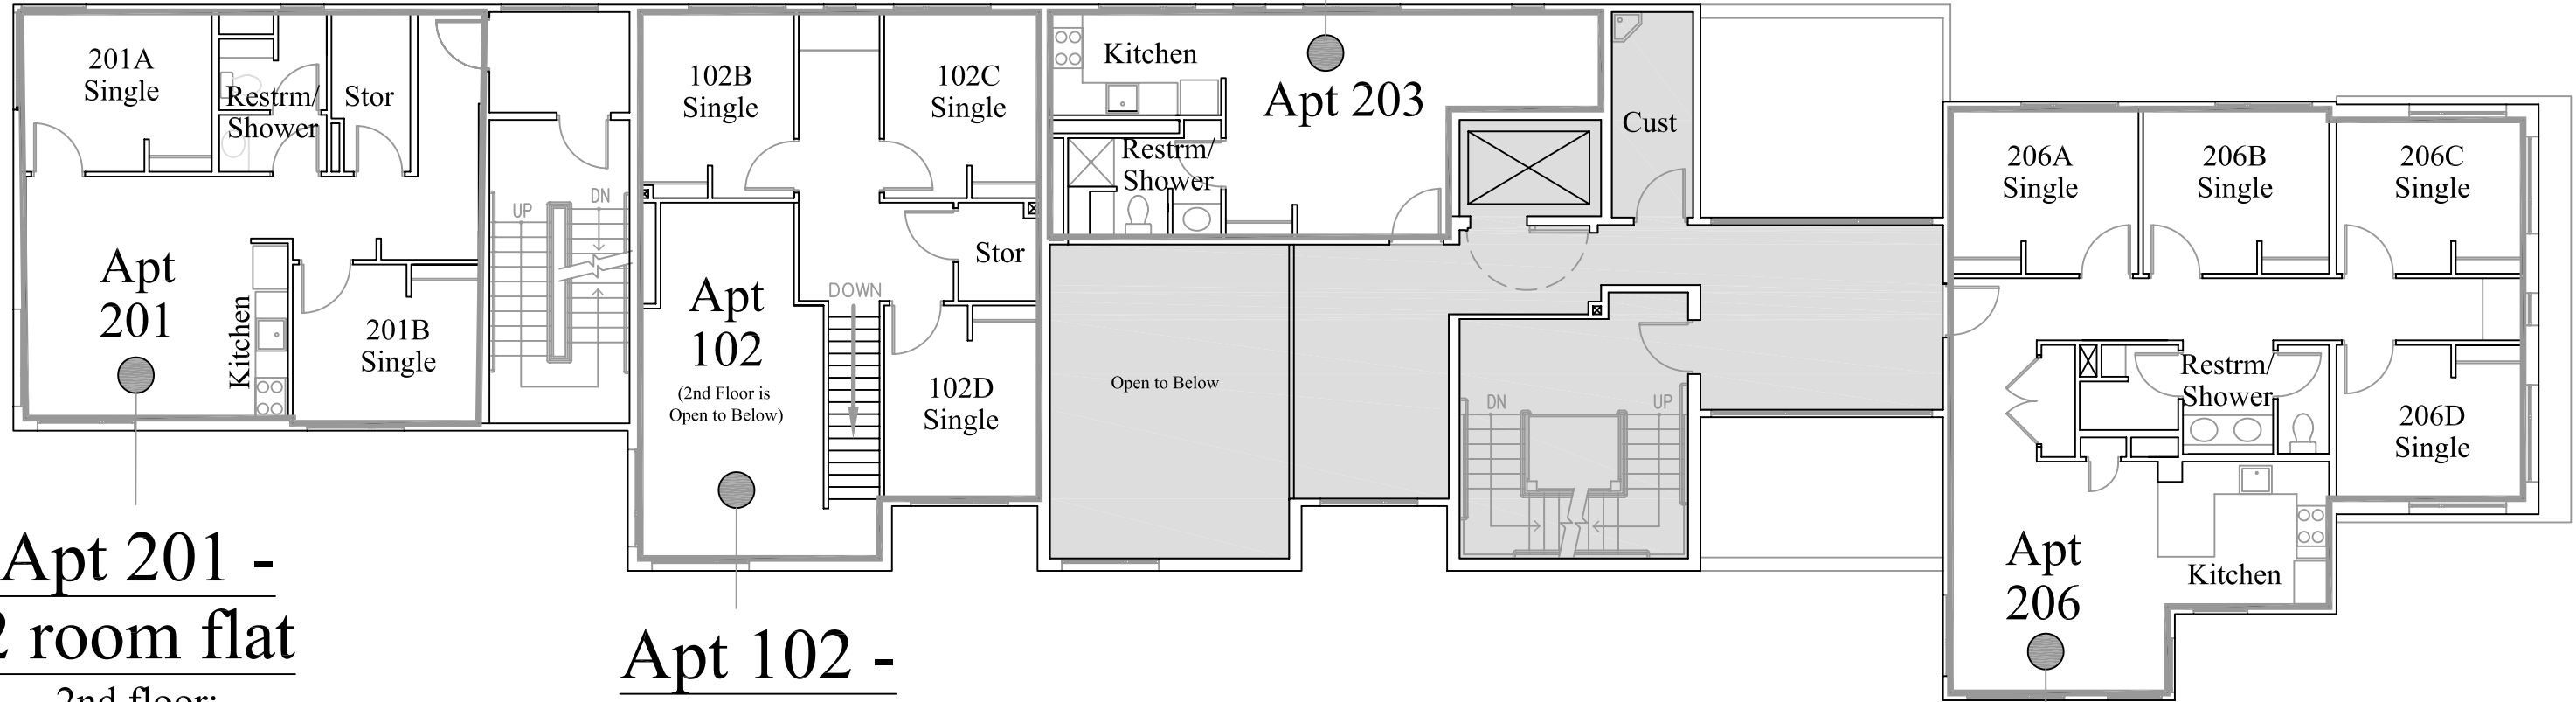 201A
Single
Restrm/
Shower
Stor
Apt
201
Kitchen
201B
Single
UP
DN
102B
Single
102C
Single
Stor
Apt
102
(2nd Floor is
Open to Below)
DOWN
102D
Single
Kitchen
Apt 203
Restrm/
Shower
Open to Below
Cust
DN
UP
206A
Single
206B
Single
206C
Single
Restrm/
Shower
206D
Single
Apt
206
Kitchen
Apt 201 -
2 room flat
2nd floor:
Apt 102 -